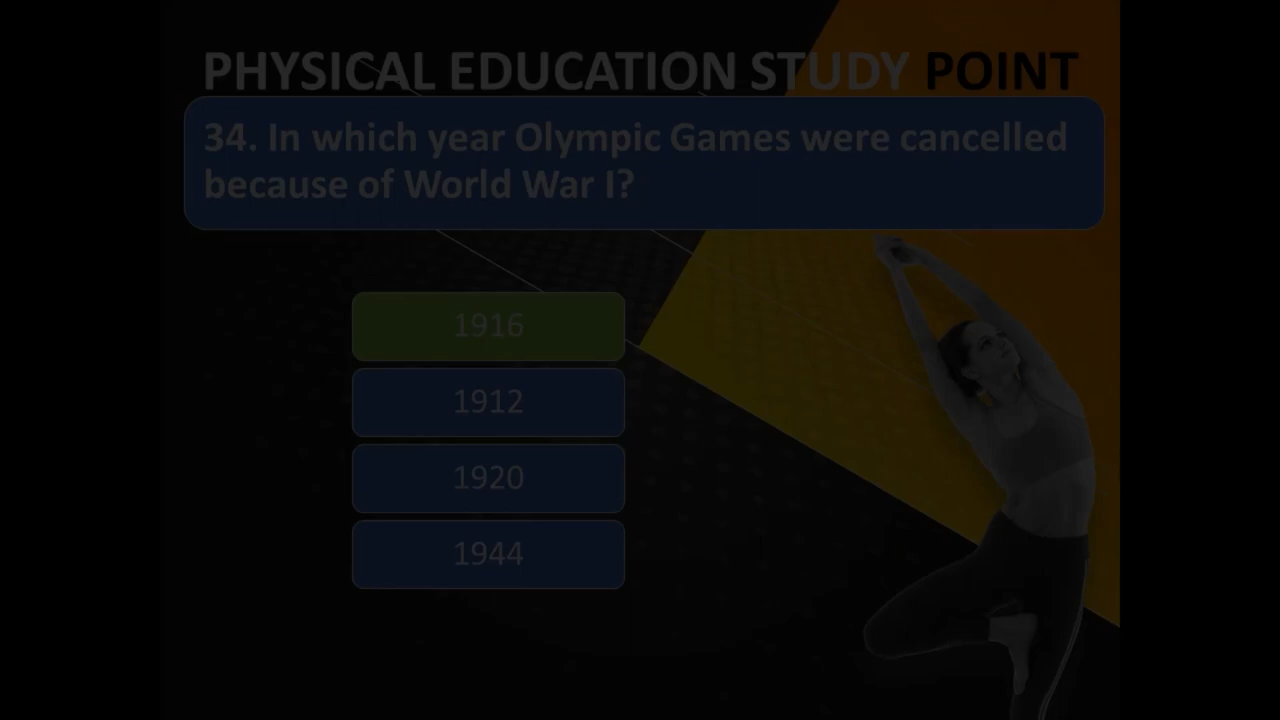 PHYSICAL EDUCATION STUDY POINT
34. In which year Olympic Games were cancelled
because of World War I?
1916
1912
1920
1944